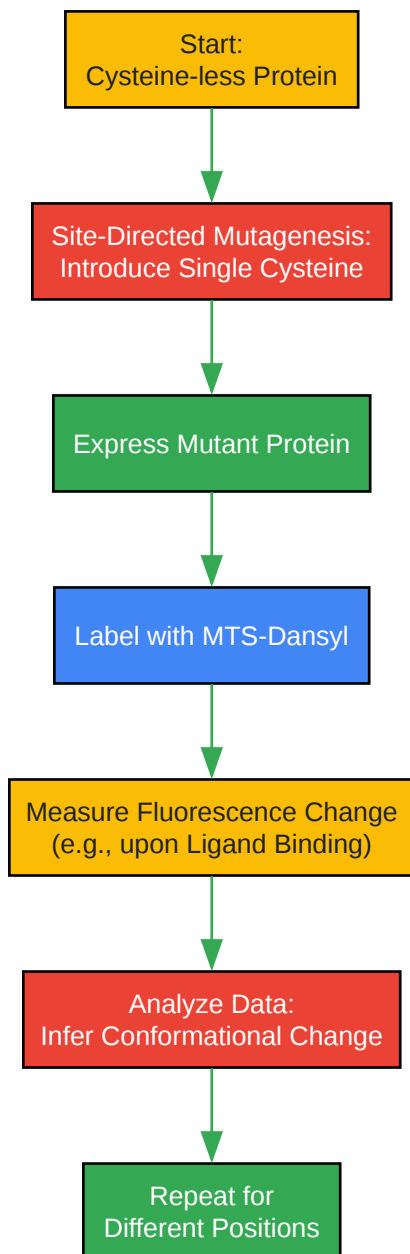 Start:
Cysteine-less Protein
Site-Directed Mutagenesis:
Introduce Single Cysteine
Express Mutant Protein
Label with MTS-Dansyl
Measure Fluorescence Change
(e.g., upon Ligand Binding)
Analyze Data:
Infer Conformational Change
Repeat for
Different Positions